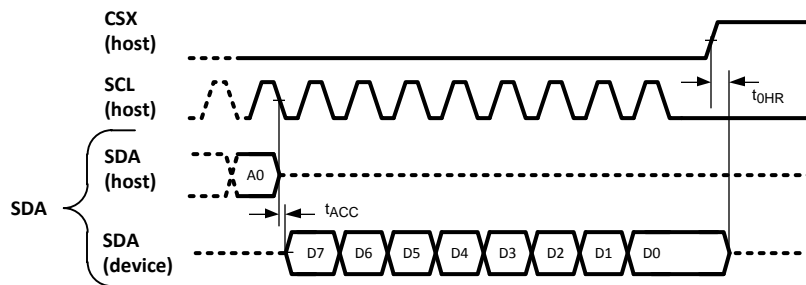 CSX
(host)
SCL
(host)
t0HR
SDA
(host)
A0
SDA
tACC
SDA
(device)
D7 D6 D5 D4 D3 D2 D1 D0